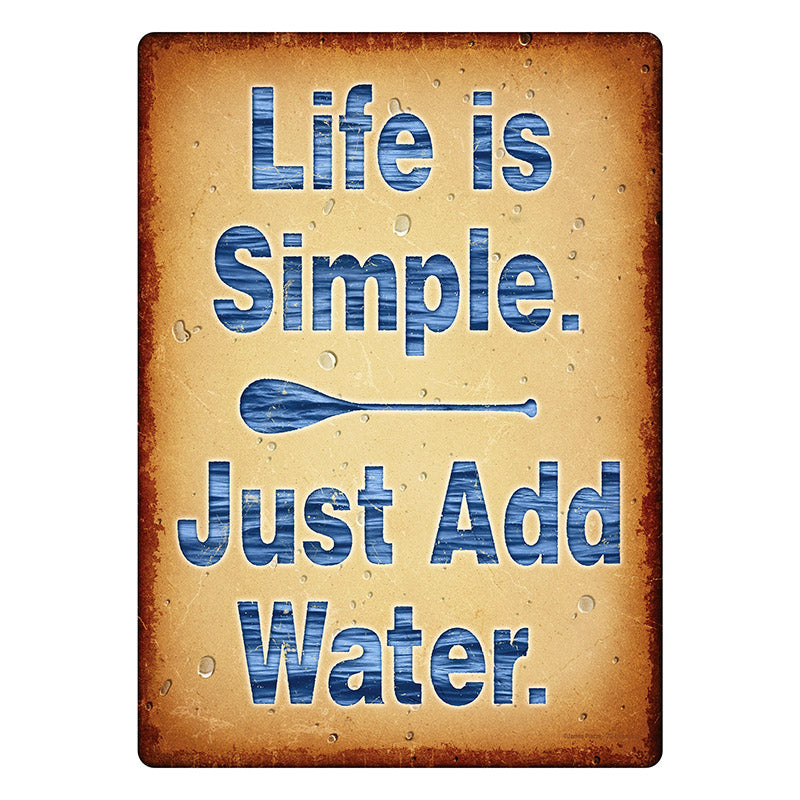 Life is
Simple.
Just Add
Water.